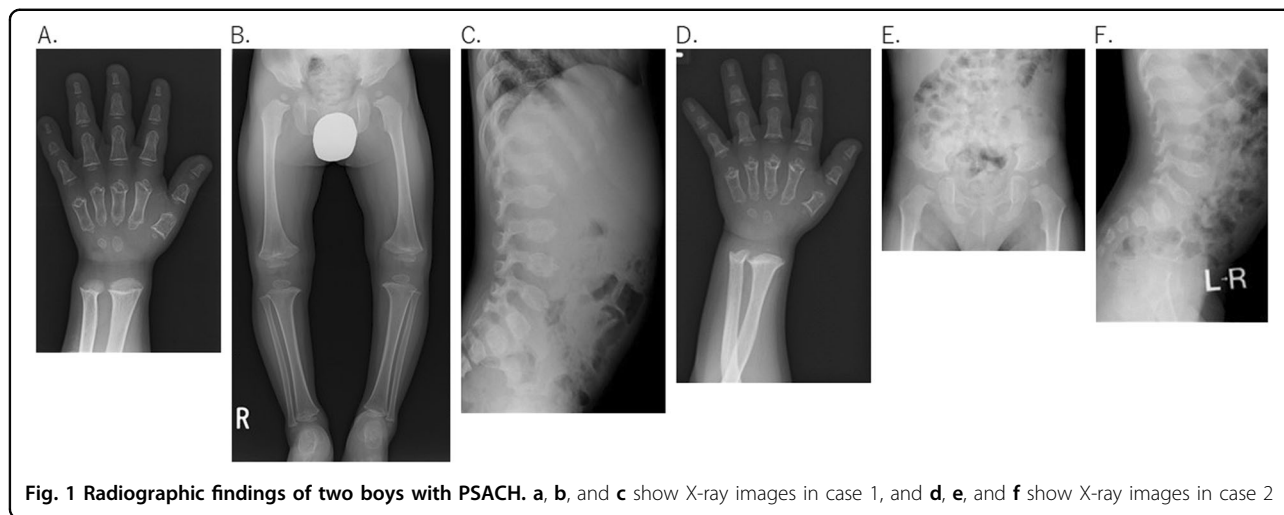 A. B. C. D. E. F.
R
L-R
Fig. 1 Radiographic findings of two boys with PSACH. a, b, and c show X-ray images in case 1, and d, e, and f show X-ray images in case 2